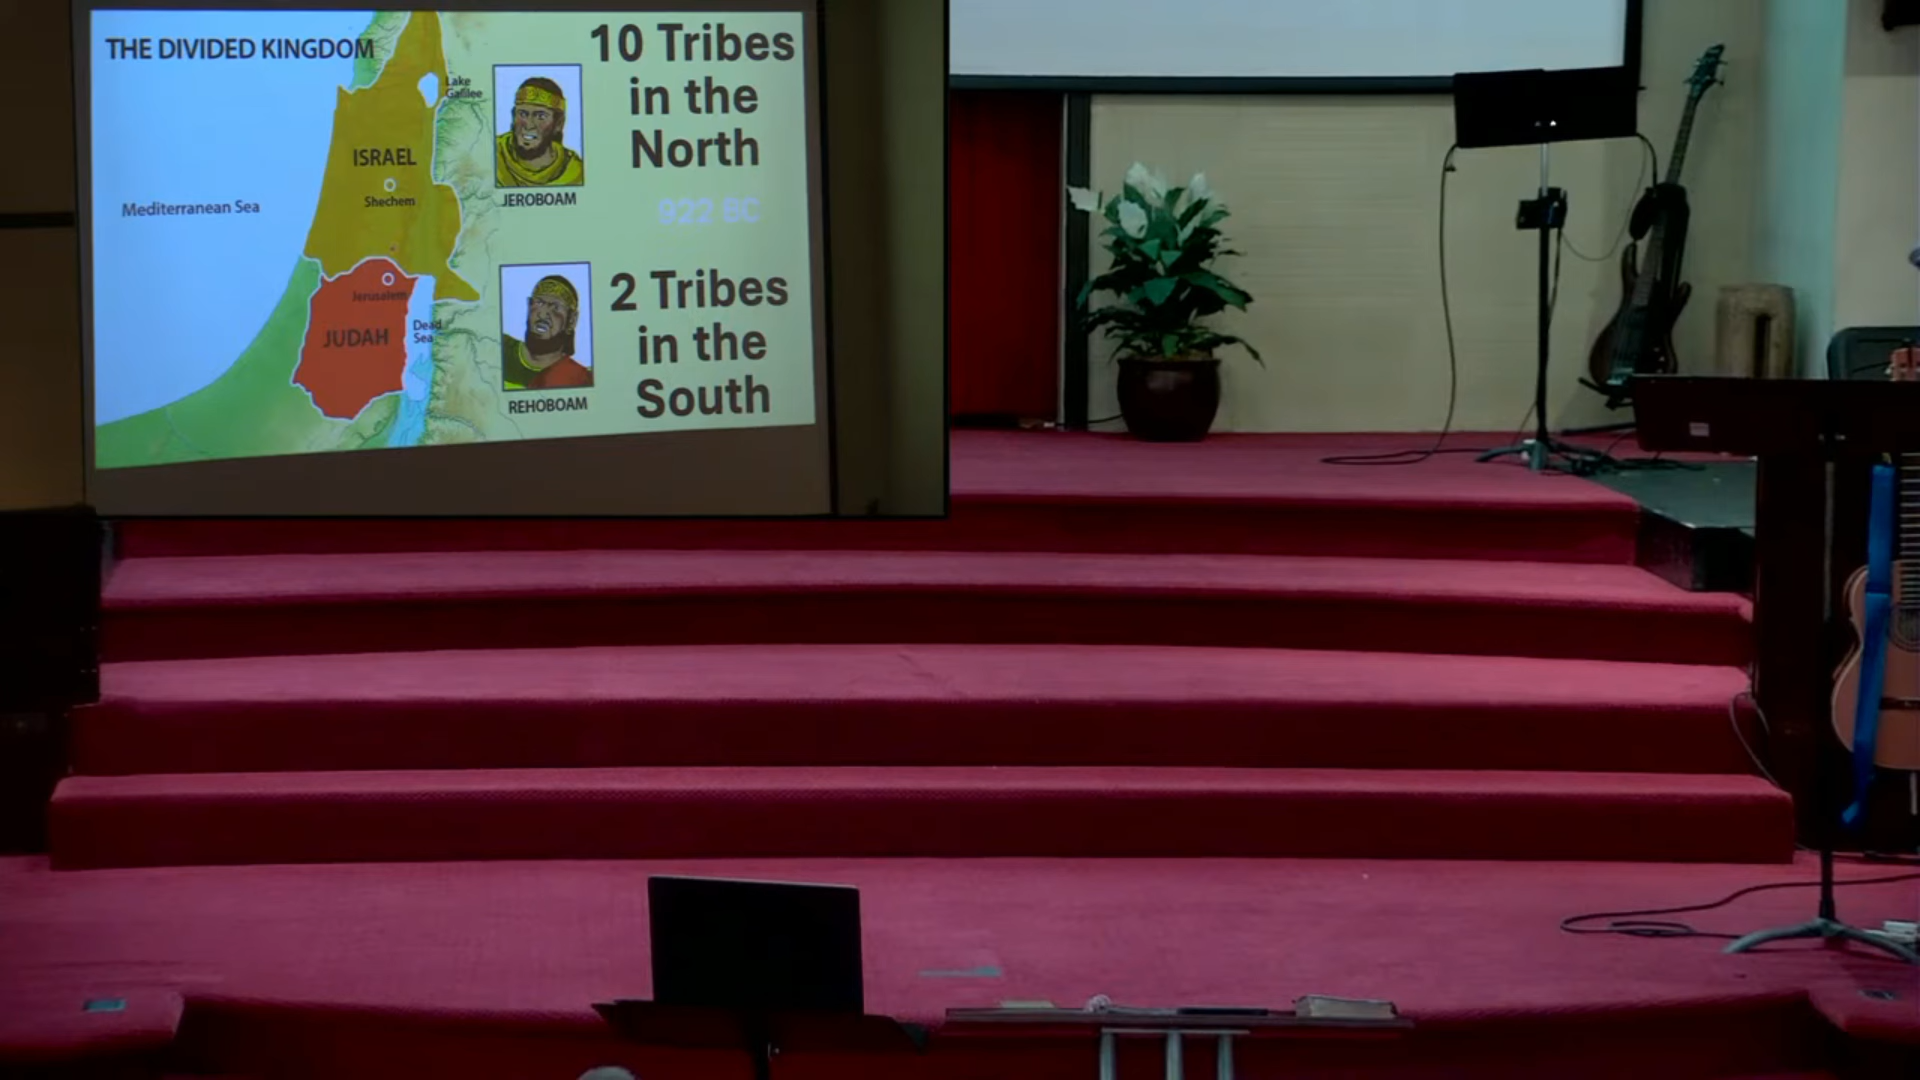 THE DIVIDED KINGDOM
10 Tribes
in the
North
922 BC
Lake
Galilee
ISRAEL
Shechem
JEROBOAM
Mediterranean Sea
2 Tribes
in the
South
Jerusalem
JUDAH
Dead
Sea
REHOBOAM